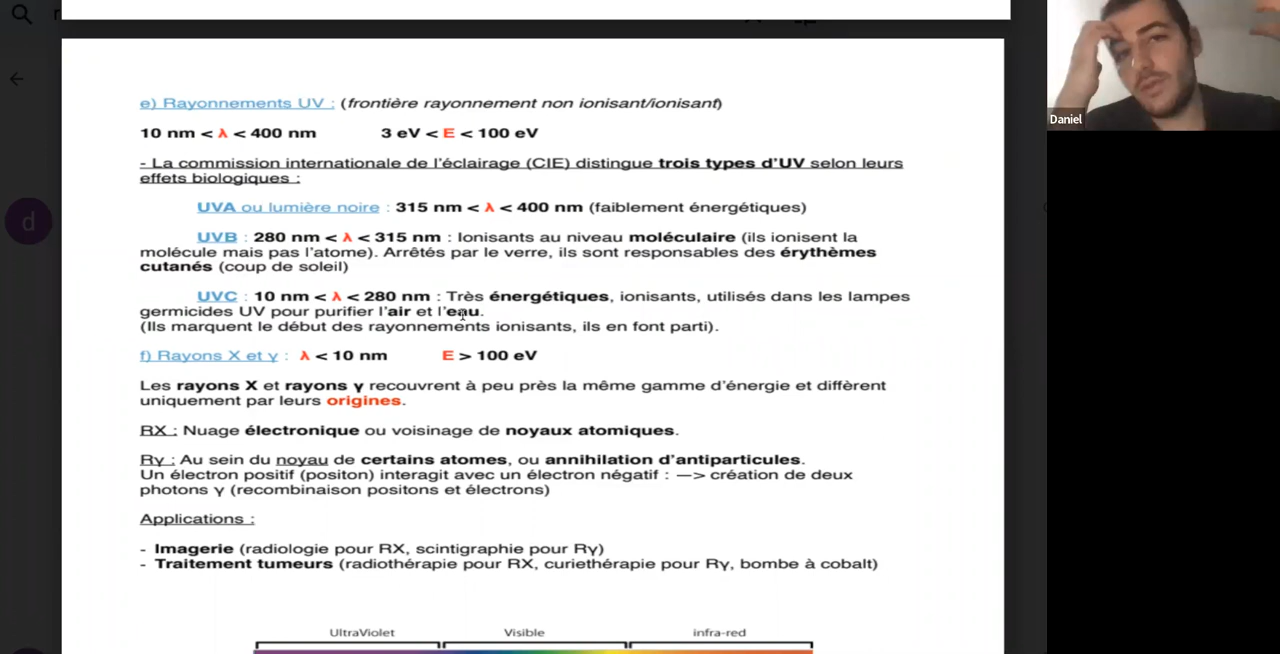 e) Rayonnements UV : (frontière rayonnement non ionisant/ionisant)
10 nm < λ < 400 nm 3 eV < E < 100 eV
- La commission internationale de l'éclairage (CIE) distingue trois types d'UV selon leurs
effets biologiques :
UVA ou lumière noire : 315 nm < λ < 400 nm (faiblement énergétiques)
UVB : 280 nm < λ < 315 nm : Ionisants au niveau moléculaire (ils ionisent la
molécule mais pas l'atome). Arrêtés par le verre, ils sont responsables des érythèmes
cutanés (coup de soleil)
UVC : 10 nm < λ < 280 nm : Très énergétiques, ionisants, utilisés dans les lampes
germicides UV pour purifier l'air et l'eau.
(Ils marquent le début des rayonnements ionisants, ils en font parti).
f) Rayons X et γ : λ < 10 nm E > 100 eV
Les rayons X et rayons γ recouvrent à peu près la même gamme d'énergie et diffèrent
uniquement par leurs origines.
RX : Nuage électronique ou voisinage de noyaux atomiques.
Rγ : Au sein du noyau de certains atomes, ou annihilation d'antiparticules.
Un électron positif (positon) interagit avec un électron négatif : —> création de deux
photons γ (recombinaison positons et électrons)
Applications :
- Imagerie (radiologie pour RX, scintigraphie pour Rγ)
- Traitement tumeurs (radiothérapie pour RX, curiethérapie pour Rγ, bombe à cobalt)
UltraViolet Visible infra-red
d
Daniel